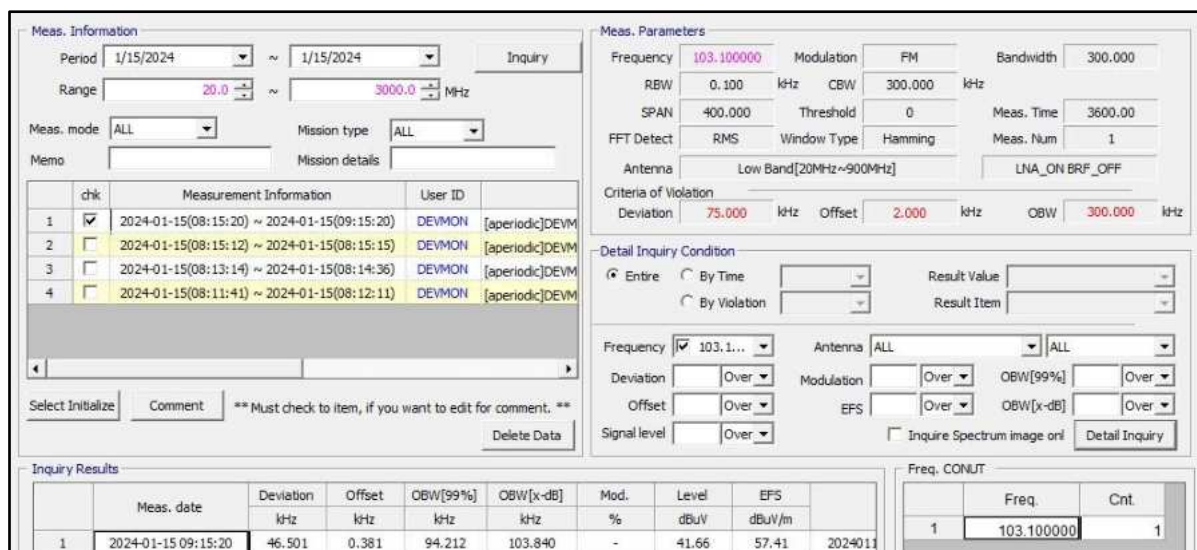 Meas. Information
Period 1/15/2024 ~ 1/15/2024 Inquiry
Range 20.0 ~ 3000.0 MHz
Meas. mode ALL Mission type ALL
Memo Mission details
chk Measurement Information User ID
1 2024-01-15(08:15:20) ~ 2024-01-15(09:15:20) DEVMON [aperiodic]DEVM
2 2024-01-15(08:15:12) ~ 2024-01-15(08:15:15) DEVMON [aperiodic]DEVM
3 2024-01-15(08:13:14) ~ 2024-01-15(08:14:36) DEVMON [aperiodic]DEVM
4 2024-01-15(08:11:41) ~ 2024-01-15(08:12:11) DEVMON [aperiodic]DEVM
Select Initialize Comment **Must check to item, if you want to edit for comment. **
Delete Data
Meas. Parameters
Frequency 103.100000 Modulation FM Bandwidth 300.000
RBW 0.100 kHz CBW 300.000 kHz
SPAN 400.000 Threshold 0 Meas. Time 3600.00
FFT Detect RMS Window Type Hamming Meas. Num 1
Antenna Low Band[20MHz~900MHz] LNA_ON BRF_OFF
Criteria of Violation
Deviation 75.000 kHz Offset 2.000 kHz OBW 300.000 kHz
Detail Inquiry Condition
Entire By Time Result Value
By Violation Result Item
Frequency 103.1... Antenna ALL ALL
Deviation Over Modulation Over OBW[99%] Over
Offset Over EFS Over OBW[x-dB] Over
Signal level Over Inquire Spectrum image onl Detail Inquiry
Inquiry Results
Meas. date Deviation Offset OBW[99%] OBW[x-dB] Mod. Level EFS
kHz kHz kHz kHz % dBuV dBuV/m
1 2024-01-15 09:15:20 46.501 0.381 94.212 103.840 - 41.66 57.41 2024011
Freq. CONUT
Freq. Cnt.
1 103.100000 1